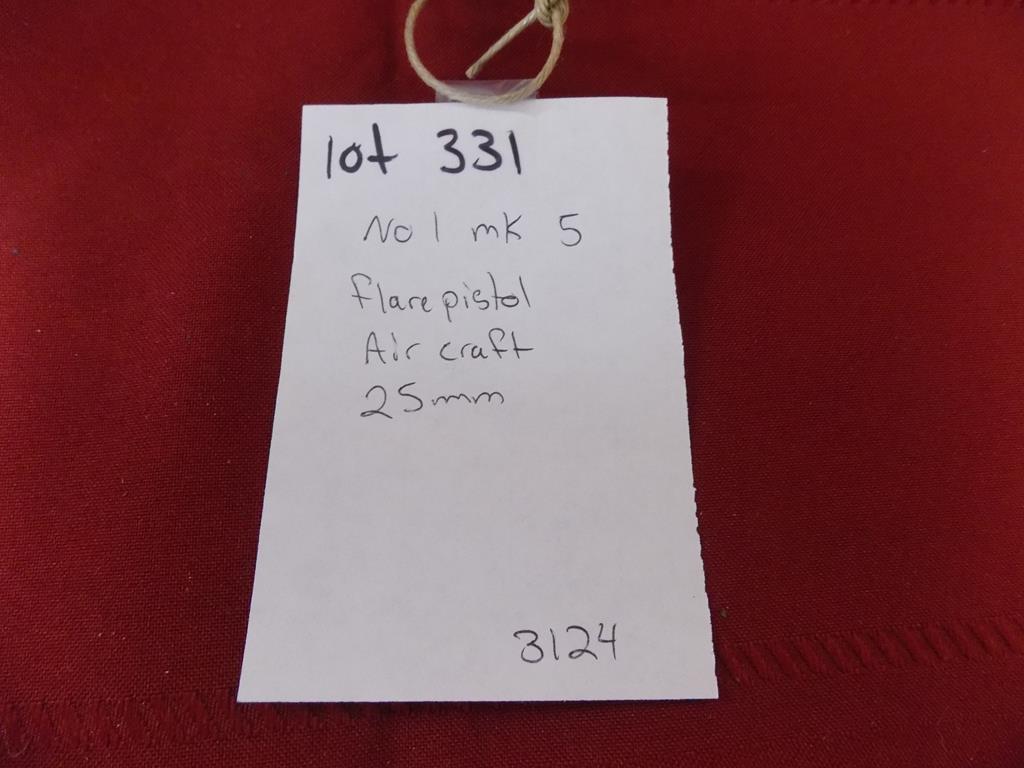 lot 331
No 1 mk 5
flare pistol
Air craft
25mm
3124